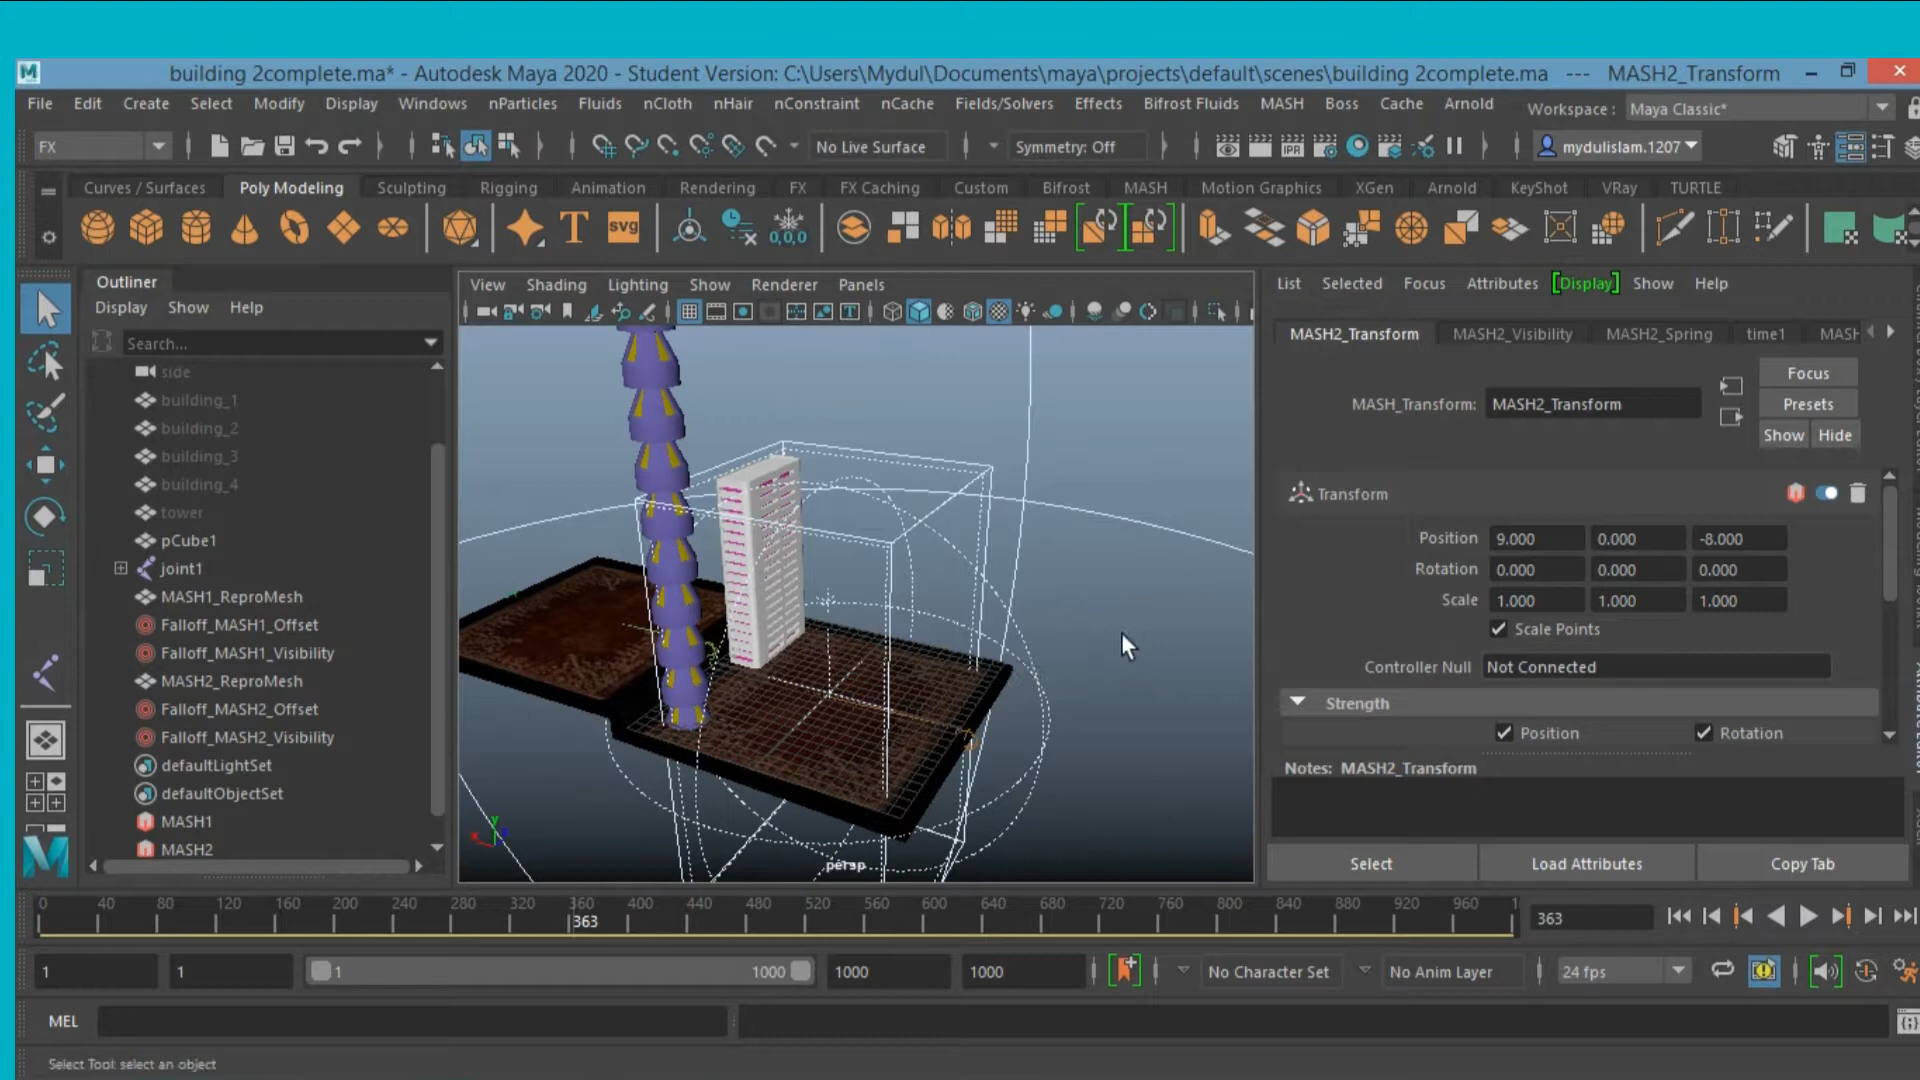 building 2complete.ma* - Autodesk Maya 2020 - Student Version: C:\Users\Mydul\Documents\maya\projects\default\scenes\building 2complete.ma --- MASH2_Transform
File Edit Create Select Modify Display Windows nParticles Fluids nCloth nHair nConstraint nCache Fields/Solvers Effects Bifrost Fluids MASH Boss Cache Arnold Workspace : Maya Classic*
FX No Live Surface Symmetry: Off IPR mydulislam.1207
Curves / Surfaces Poly Modeling Sculpting Rigging Animation Rendering FX FX Caching Custom Bifrost MASH Motion Graphics XGen Arnold KeyShot VRay TURTLE
T SVG 0,0,0
Outliner
Display Show Help
Search...
side
building_1
building_2
building_3
building_4
tower
pCube1
joint1
MASH1_ReproMesh
Falloff_MASH1_Offset
Falloff_MASH1_Visibility
MASH2_ReproMesh
Falloff_MASH2_Offset
Falloff_MASH2_Visibility
defaultLightSet
defaultObjectSet
MASH1
MASH2
View Shading Lighting Show Renderer Panels
persp
List Selected Focus Attributes Display Show Help
MASH2_Transform MASH2_Visibility MASH2_Spring time1 MASH
MASH_Transform: MASH2_Transform
Focus
Presets
Show Hide
Transform
Position 9.000 0.000 -8.000
Rotation 0.000 0.000 0.000
Scale 1.000 1.000 1.000
Scale Points
Controller Null Not Connected
Strength
Position Rotation
Notes: MASH2_Transform
Select Load Attributes Copy Tab
0 40 80 120 160 200 240 280 320 360 400 440 480 520 560 600 640 680 720 760 800 840 880 920 960 1
363
363
1 1 1 1000 1000 1000 No Character Set No Anim Layer 24 fps
MEL
Select Tool: select an object